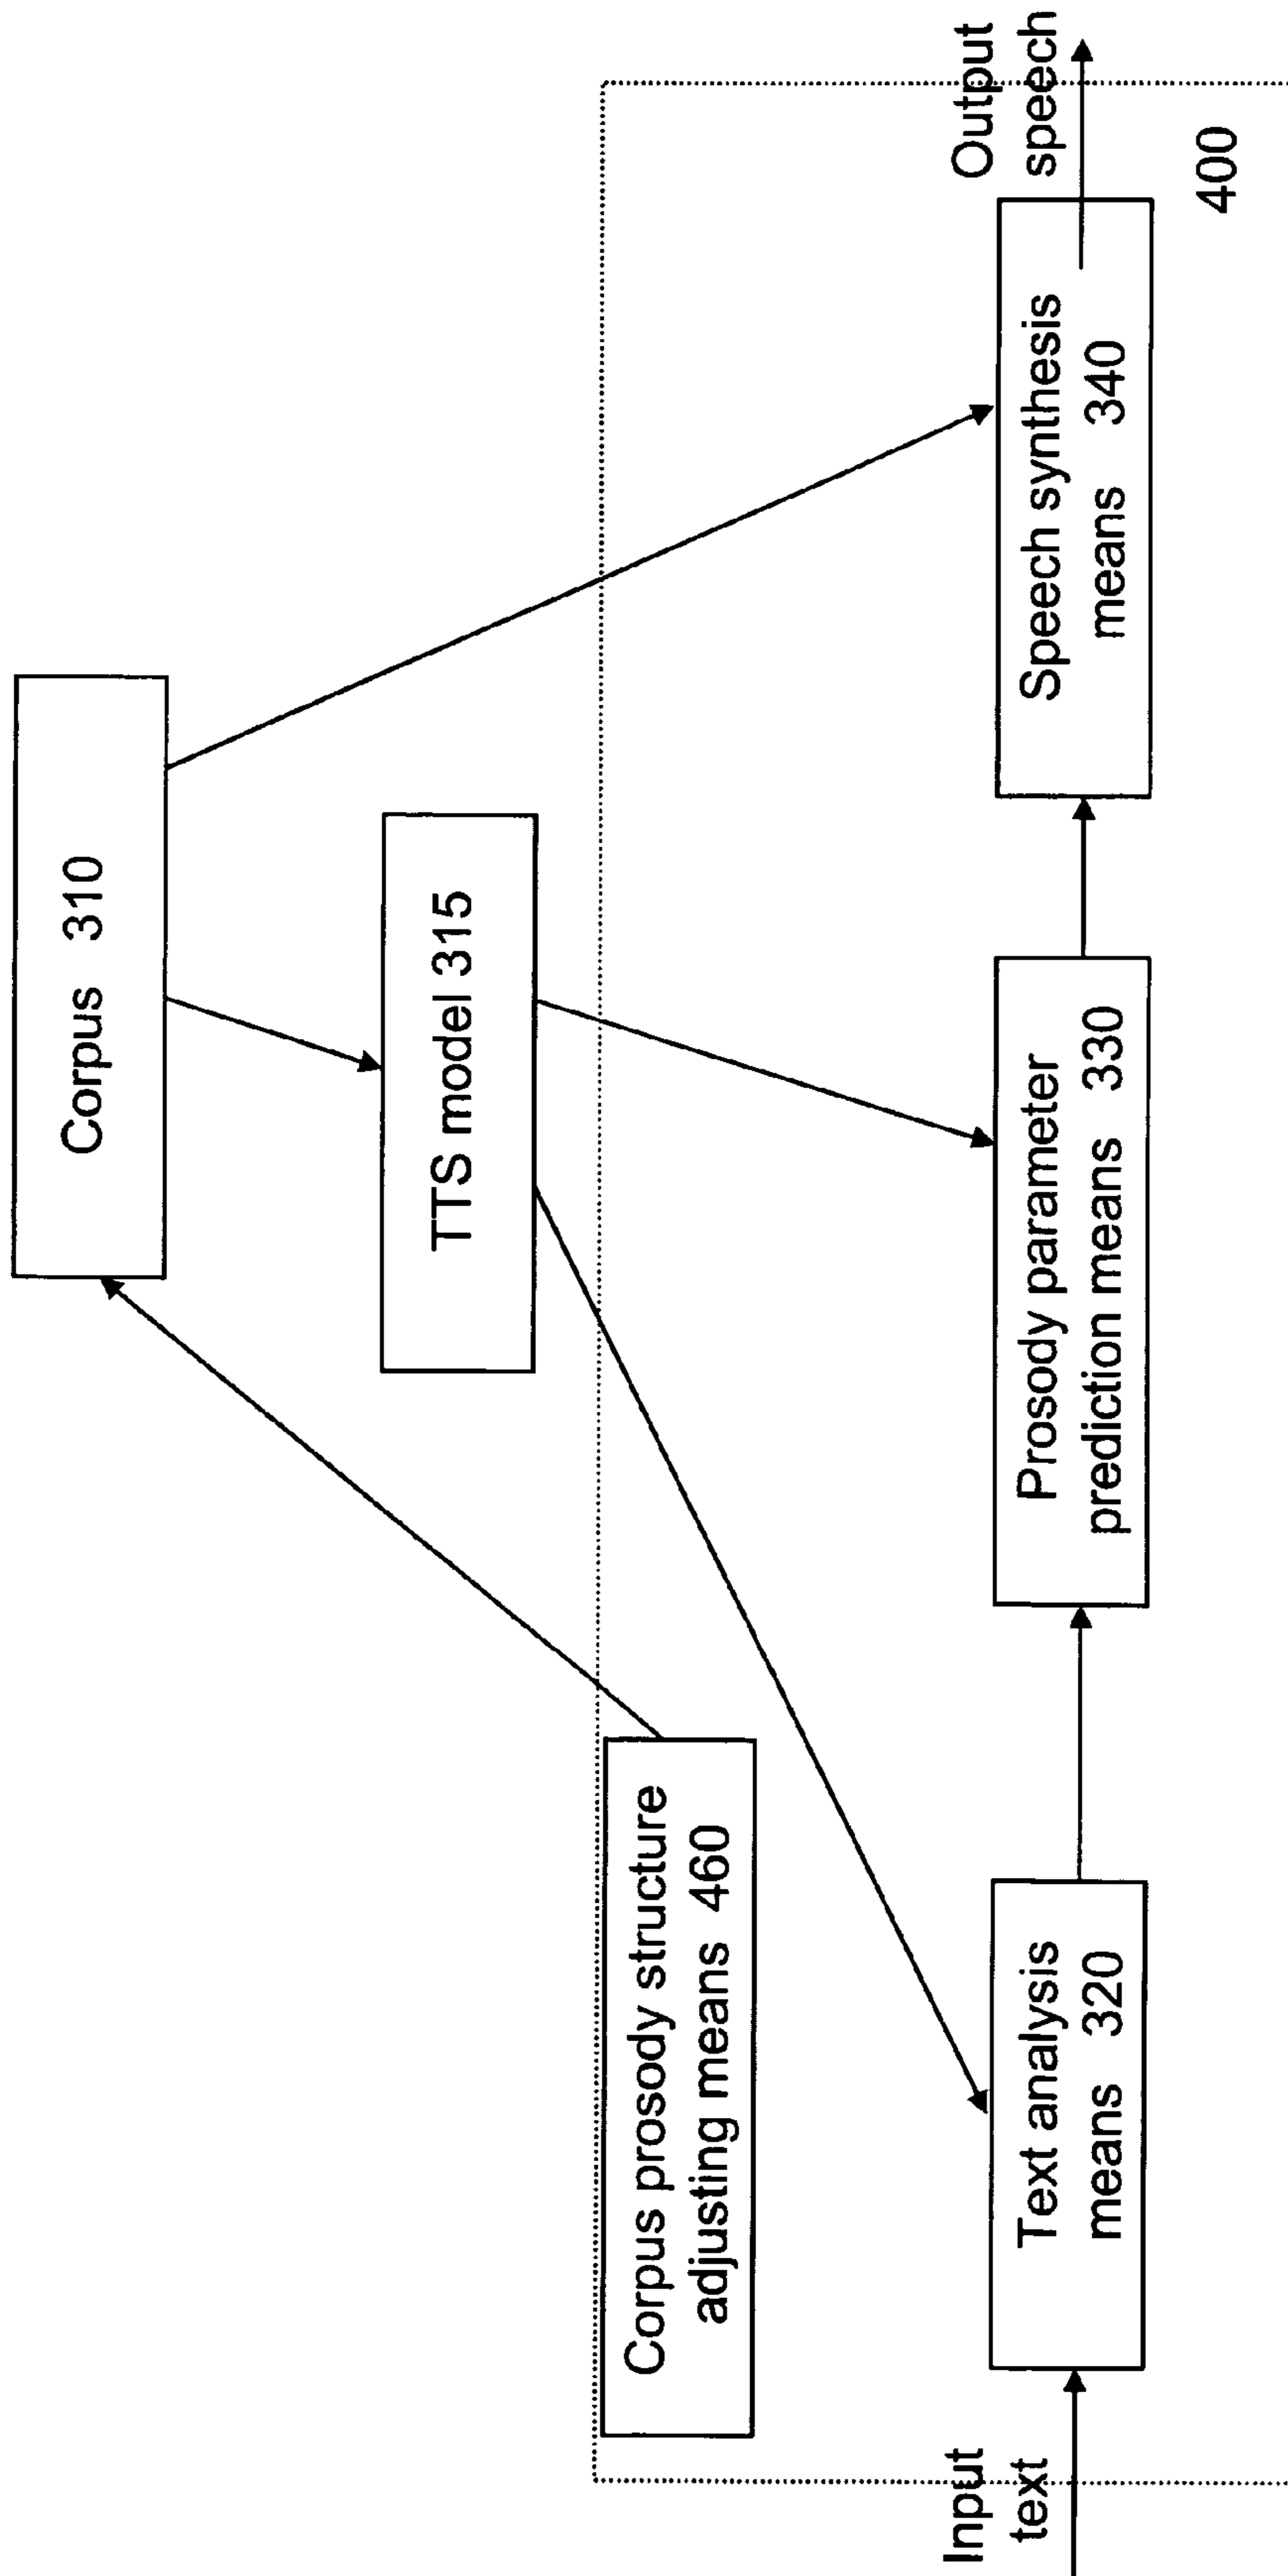 Corpus 310
TTS model 315
Corpus prosody structure
adjusting means 460
Input
text
Text analysis
means 320
Prosody parameter
prediction means 330
Speech synthesis
means 340
Output
speech
400